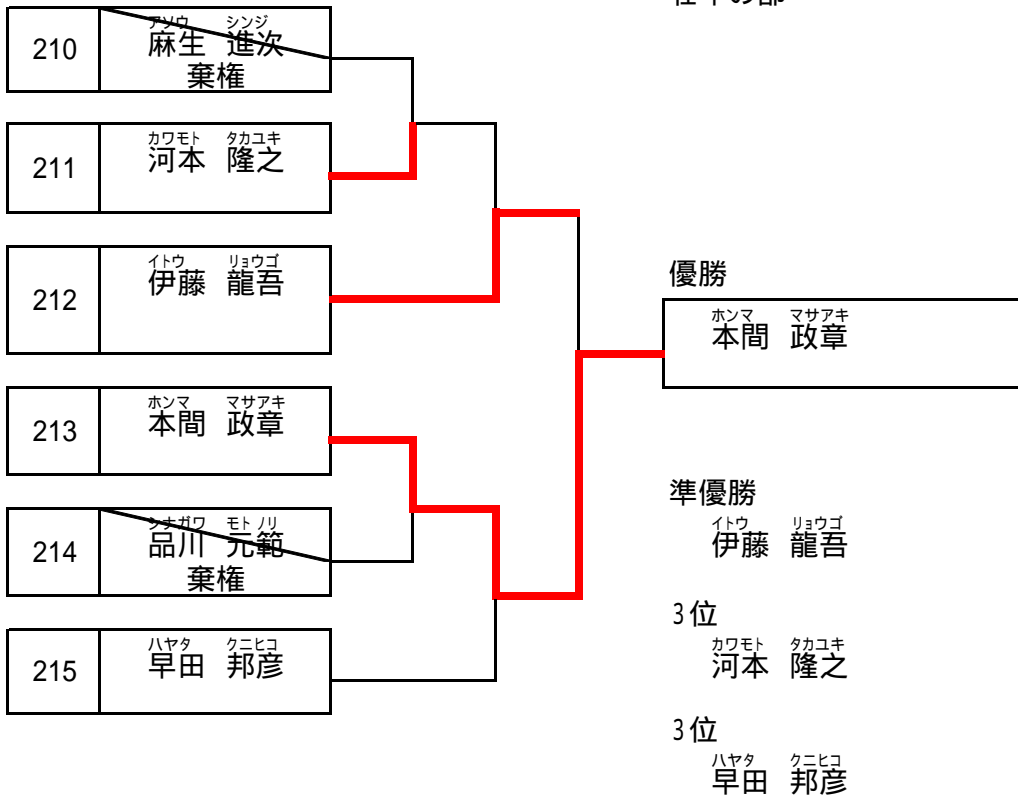 210
アソウ シンジ
麻生 進次
棄権
211
カワモト タカユキ
河本 隆之
212
イトウ リョウゴ
伊藤 龍吾
213
ホンマ マサアキ
本間 政章
214
シナガワ モトノリ
品川 元範
棄権
215
ハヤタ クニヒコ
早田 邦彦
優勝
ホンマ マサアキ
本間 政章
準優勝
イトウ リョウゴ
伊藤 龍吾
3位
カワモト タカユキ
河本 隆之
3位
ハヤタ クニヒコ
早田 邦彦